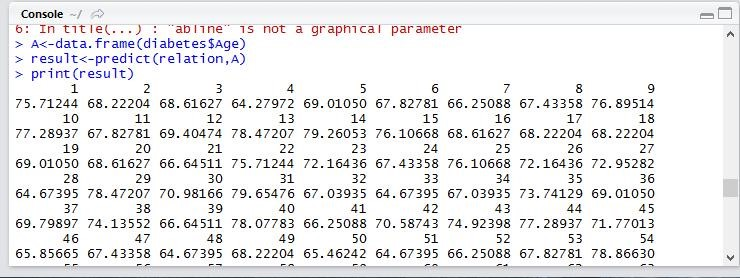 Console ~/
6: In title(...) : "abline" is not a graphical parameter
> A<-data.frame(diabetes$Age)
> result<-predict(relation,A)
> print(result)
1 2 3 4 5 6 7 8 9
75.71244 68.22204 68.61627 64.27972 69.01050 67.82781 66.25088 67.43358 76.89514
10 11 12 13 14 15 16 17 18
77.28937 67.82781 69.40474 78.47207 79.26053 76.10668 68.61627 68.22204 68.22204
19 20 21 22 23 24 25 26 27
69.01050 68.61627 66.64511 75.71244 72.16436 67.43358 76.10668 72.16436 72.95282
28 29 30 31 32 33 34 35 36
64.67395 78.47207 70.98166 79.65476 67.03935 64.67395 67.03935 73.74129 69.01050
37 38 39 40 41 42 43 44 45
69.79897 74.13552 66.64511 78.07783 66.25088 70.58743 74.92398 77.28937 71.77013
46 47 48 49 50 51 52 53 54
65.85665 67.43358 64.67395 68.22204 65.46242 64.67395 66.25088 67.82781 78.86630